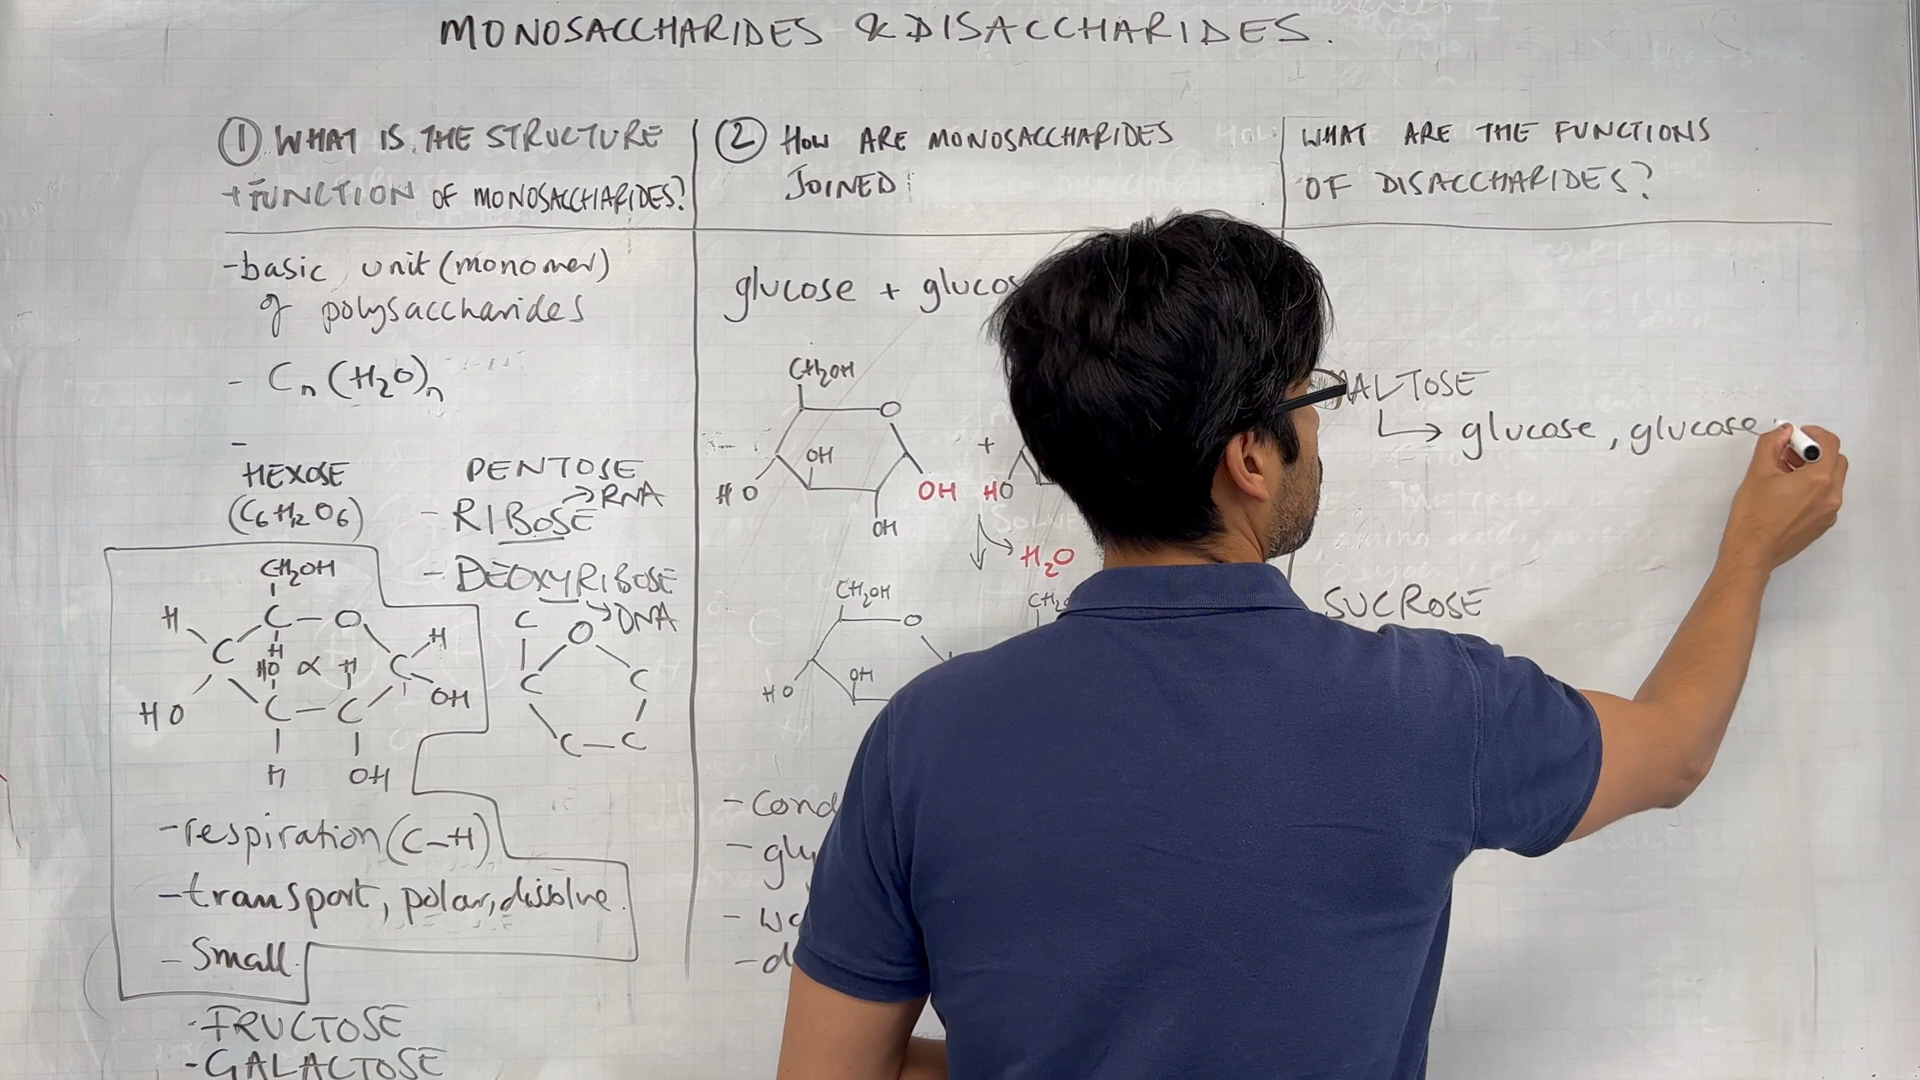 MONOSACCHARIDES & DISACCHARIDES.
① WHAT IS THE STRUCTURE
+ FUNCTION OF MONOSACCHARIDES?
- basic unit (monomer)
of polysaccharides
- Cn (H2O)n
-
HEXOSE
(C6H12O6)
CH2OH
H
C - O
H
C
H
HO
α
H
C
OH
HO
C - C
H
OH
- respiration (C-H)
- transport, polar, dissolve.
- Small.
- FRUCTOSE
- GALACTOSE
PENTOSE
- RIBOSE → RNA
- DEOXYRIBOSE
→ DNA
C
O
C
C
C - C
② HOW ARE MONOSACCHARIDES
JOINED
glucose + glucos
CH2OH
O
OH
HO
OH
OH
+
HO
H2O
CH2OH
O
CH2
OH
HO
- Cond
- gly
- d
WHAT ARE THE FUNCTIONS
OF DISACCHARIDES?
ALTOSE
↳ glucose, glucose
SUCROSE